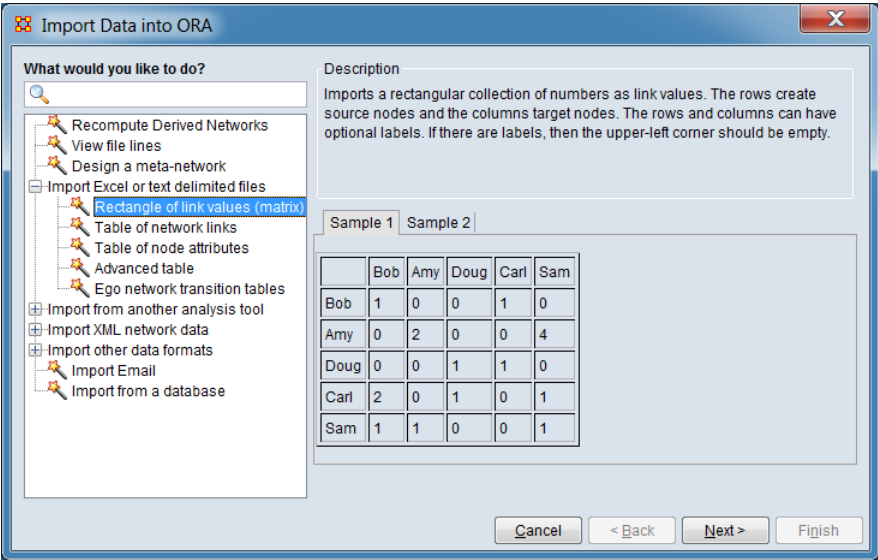 Import Data into ORA
What would you like to do?
Recompute Derived Networks
View file lines
Design a meta-network
Import Excel or text delimited files
Rectangle of link values (matrix)
Table of network links
Table of node attributes
Advanced table
Ego network transition tables
Import from another analysis tool
Import XML network data
Import other data formats
Import Email
Import from a database
Description
Imports a rectangular collection of numbers as link values. The rows create
source nodes and the columns target nodes. The rows and columns can have
optional labels. If there are labels, then the upper-left corner should be empty.
Sample 1 Sample 2
Bob Amy Doug Carl Sam
Bob 1 0 0 1 0
Amy 0 2 0 0 4
Doug 0 0 1 1 0
Carl 2 0 1 0 1
Sam 1 1 0 0 1
Cancel < Back Next > Finish